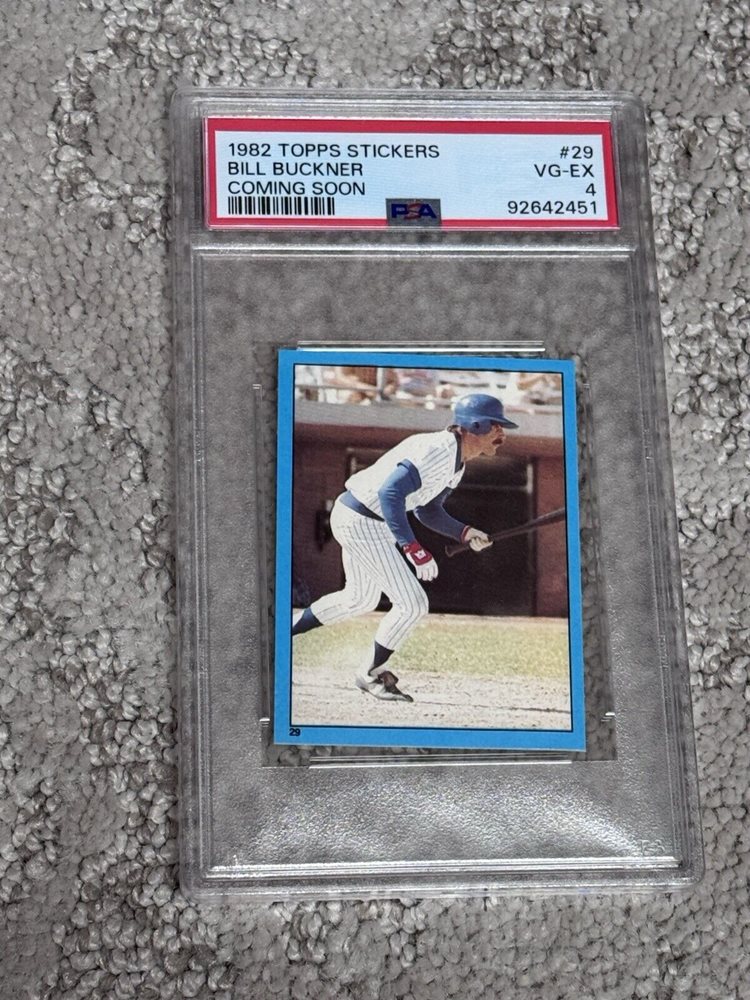 1982 TOPPS STICKERS #29
BILL BUCKNER VG-EX
COMING SOON 4
PSA 92642451
29